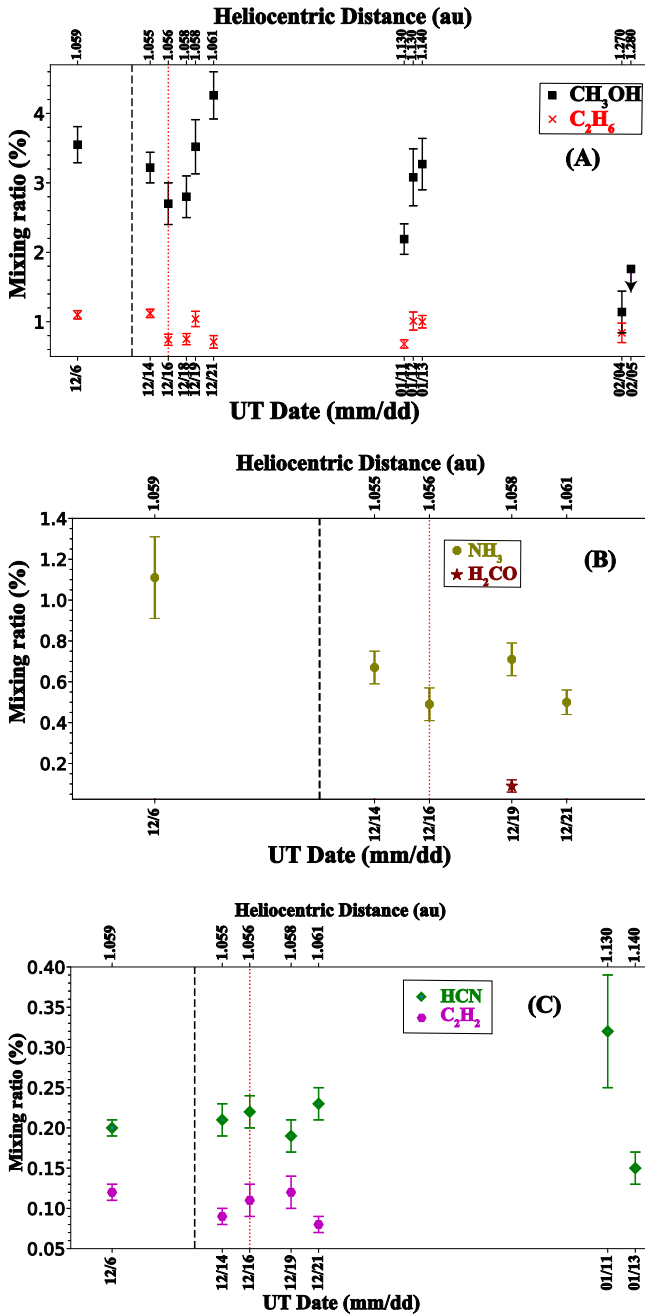 Heliocentric Distance (au)
1.059 1.055 1.056 1.058 1.058 1.061 1.130 1.130 1.140 1.270 1.280
CH₃OH
C₂H₆
(A)
4
3
2
1
Mixing ratio (%)
12/6 12/14 12/16 12/18 12/19 12/21 01/11 01/12 01/13 02/04 02/05
UT Date (mm/dd)
Heliocentric Distance (au)
1.059 1.055 1.056 1.058 1.061
NH₃
H₂CO
(B)
1.4
1.2
1.0
0.8
0.6
0.4
0.2
Mixing ratio (%)
12/6 12/14 12/16 12/19 12/21
UT Date (mm/dd)
Heliocentric Distance (au)
1.059 1.055 1.056 1.058 1.061 1.130 1.140
HCN
C₂H₂
(C)
0.40
0.35
0.30
0.25
0.20
0.15
0.10
0.05
Mixing ratio (%)
12/6 12/14 12/16 12/19 12/21 01/11 01/13
UT Date (mm/dd)